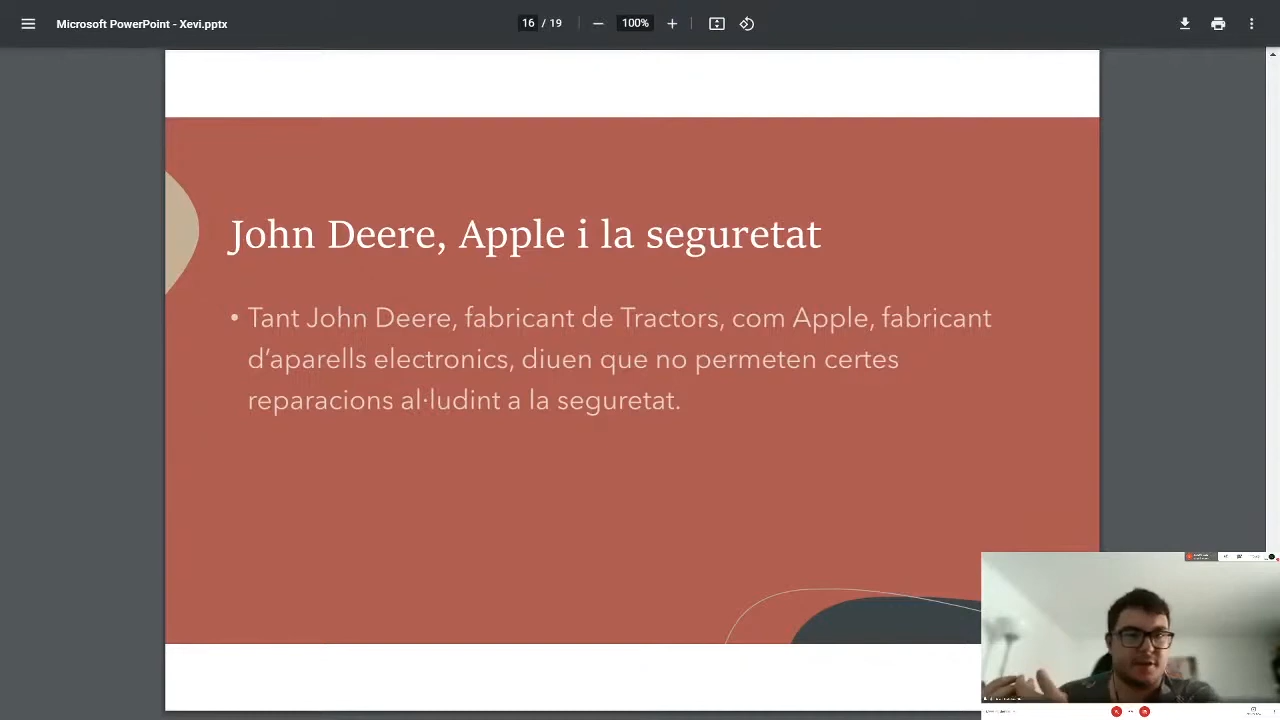 Microsoft PowerPoint - Xevi.pptx
16 / 19
100%
John Deere, Apple i la seguretat
• Tant John Deere, fabricant de Tractors, com Apple, fabricant
d'aparells electronics, diuen que no permeten certes
reparacions al·ludint a la seguretat.